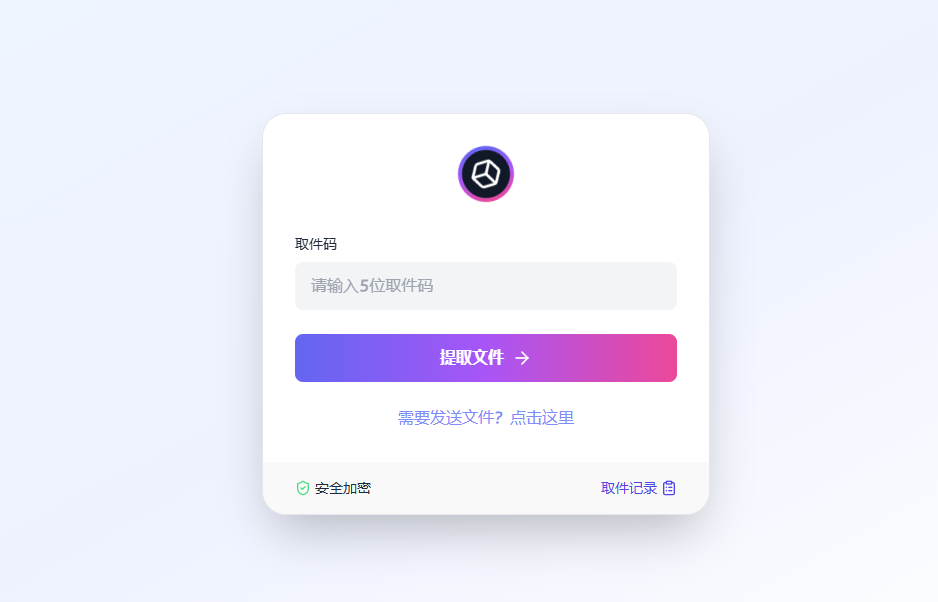 取件码
请输入5位取件码
提取文件
需要发送文件? 点击这里
安全加密
取件记录